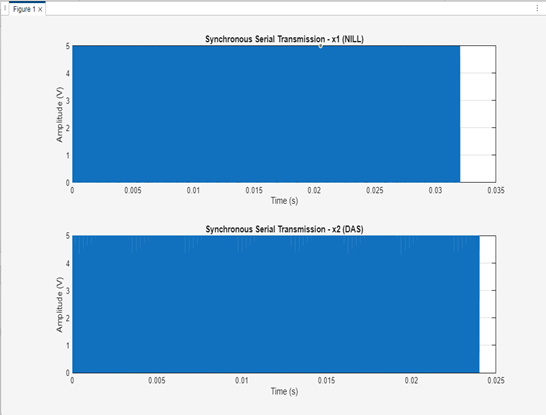 Figure 1 ×
Synchronous Serial Transmission - x1 (NILL)
Amplitude (V)
5
4
3
2
1
0
0 0.005 0.01 0.015 0.02 0.025 0.03 0.035
Time (s)
Synchronous Serial Transmission - x2 (DAS)
Amplitude (V)
5
4
3
2
1
0
0 0.005 0.01 0.015 0.02 0.025
Time (s)